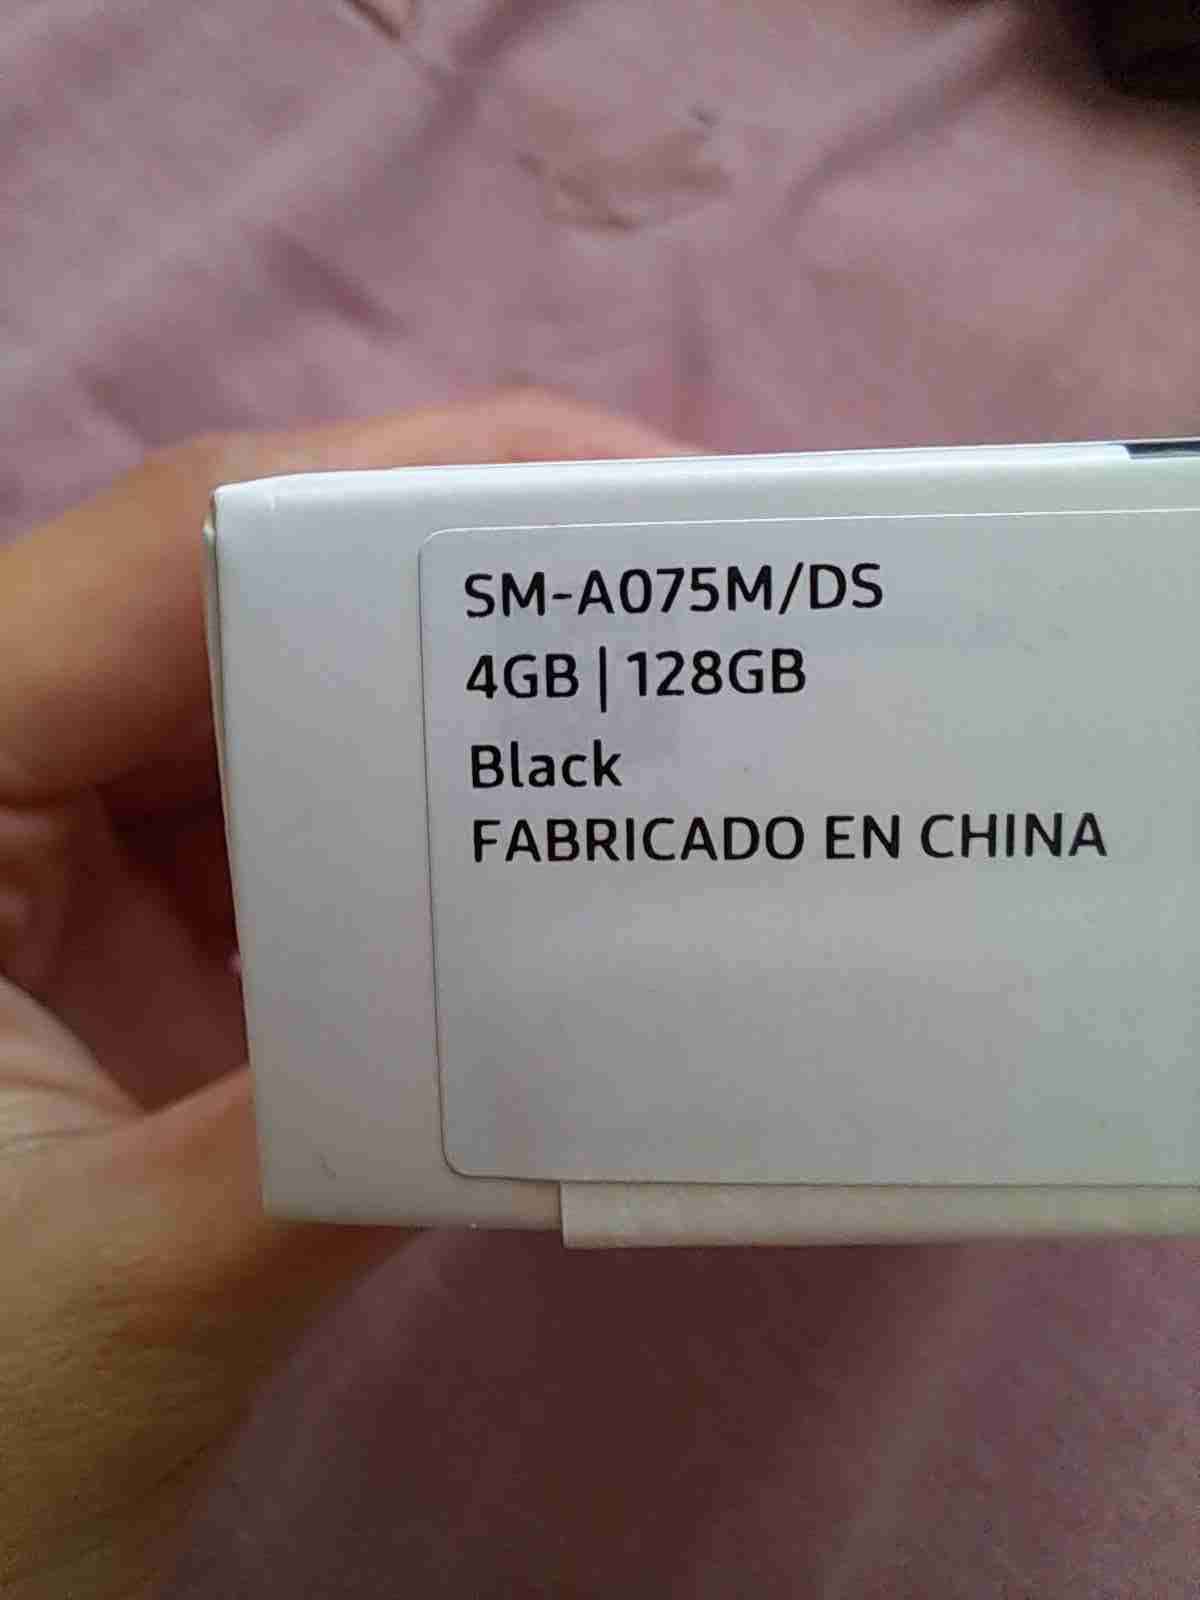 SM-A075M/DS
4GB | 128GB
Black
FABRICADO EN CHINA